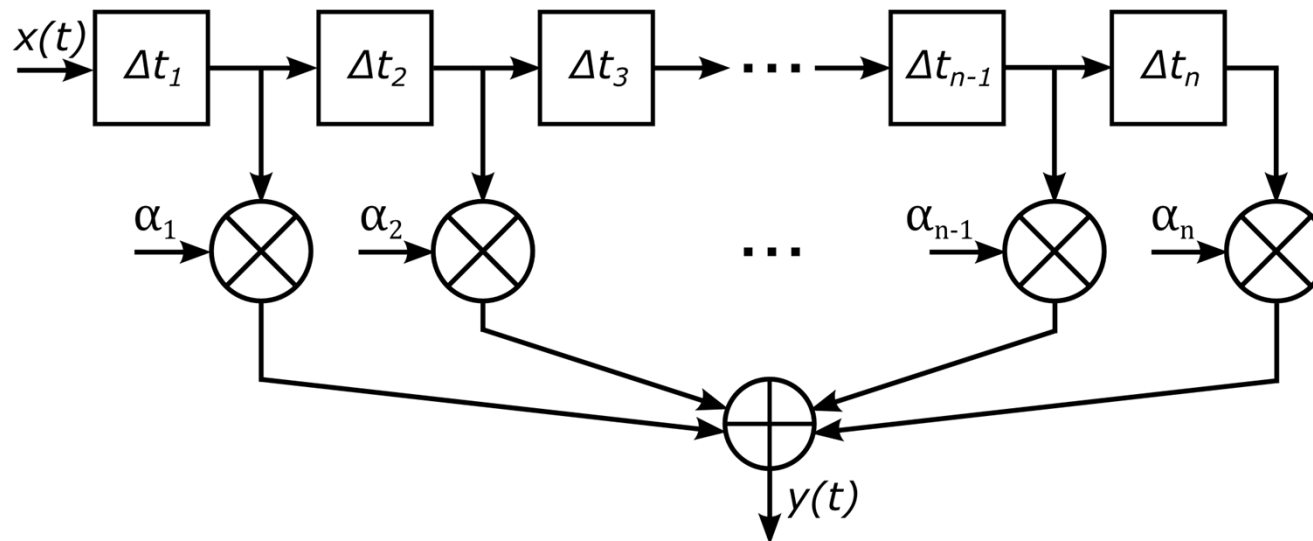 x(t) Δt₁ Δt₂ Δt₃ ... Δtₙ₋₁ Δtₙ
α₁ α₂ ... αₙ₋₁ αₙ
y(t)